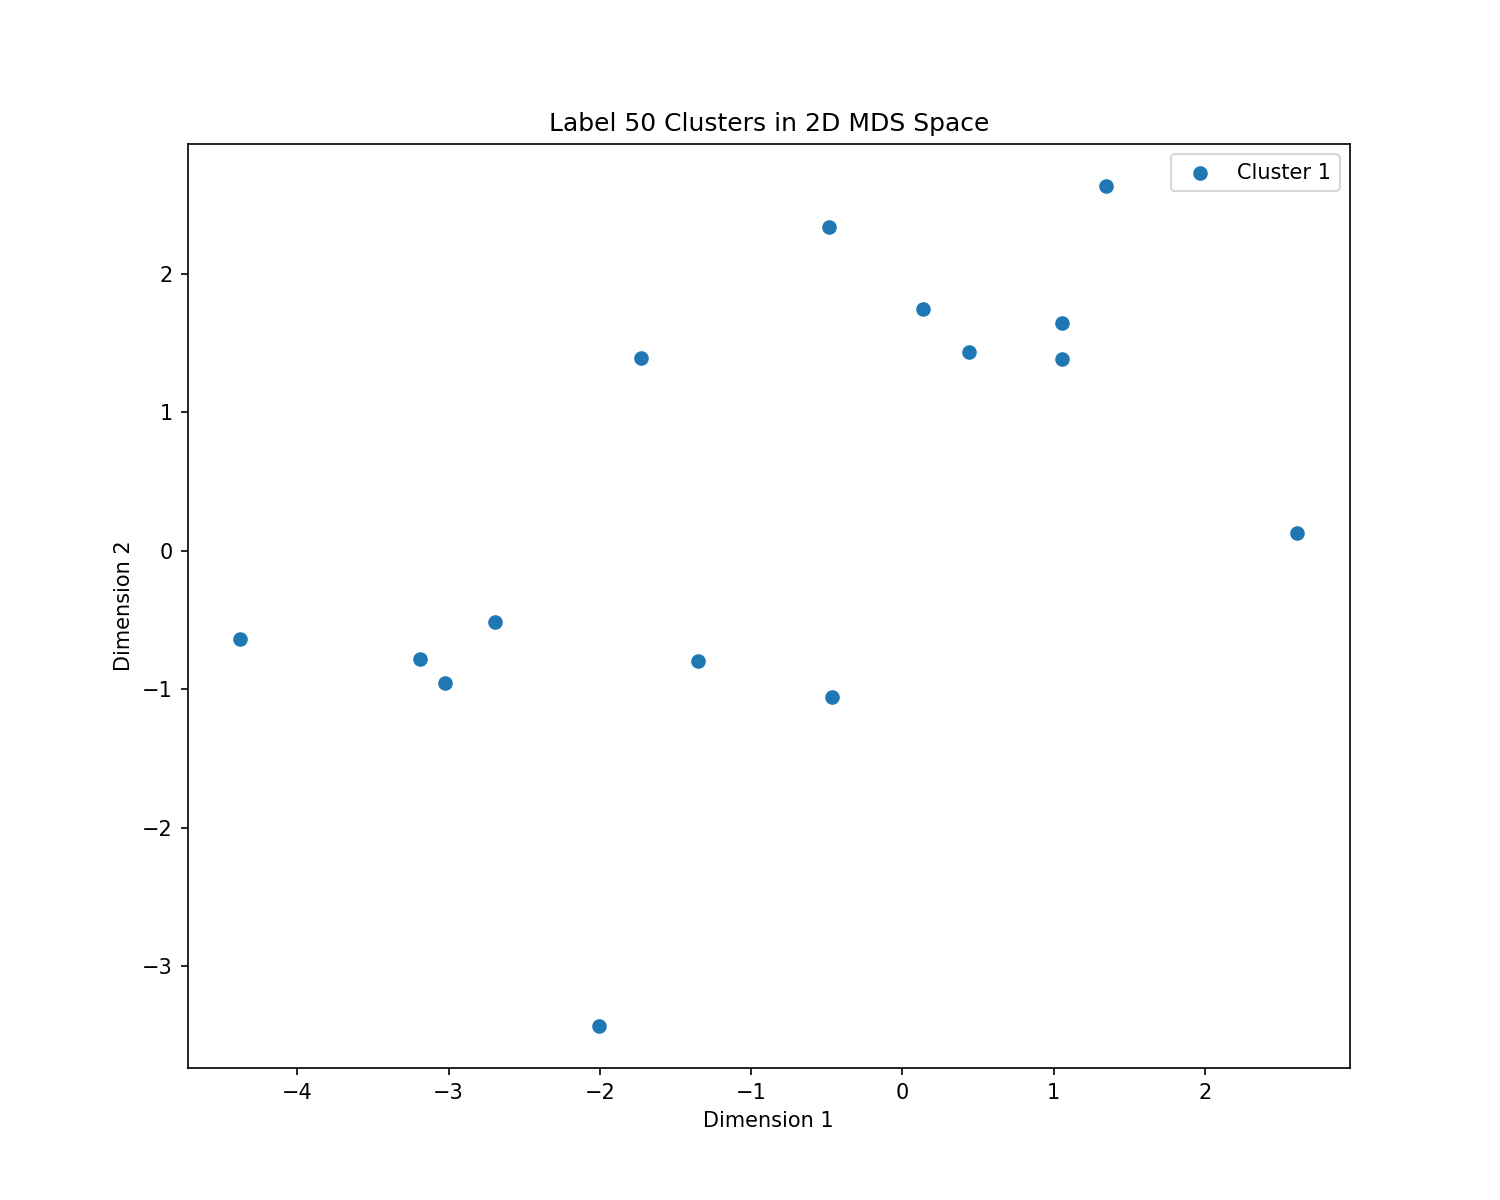 Label 50 Clusters in 2D MDS Space
Cluster 1
2
1
0
−1
−2
−3
Dimension 2
−4 −3 −2 −1 0 1 2
Dimension 1